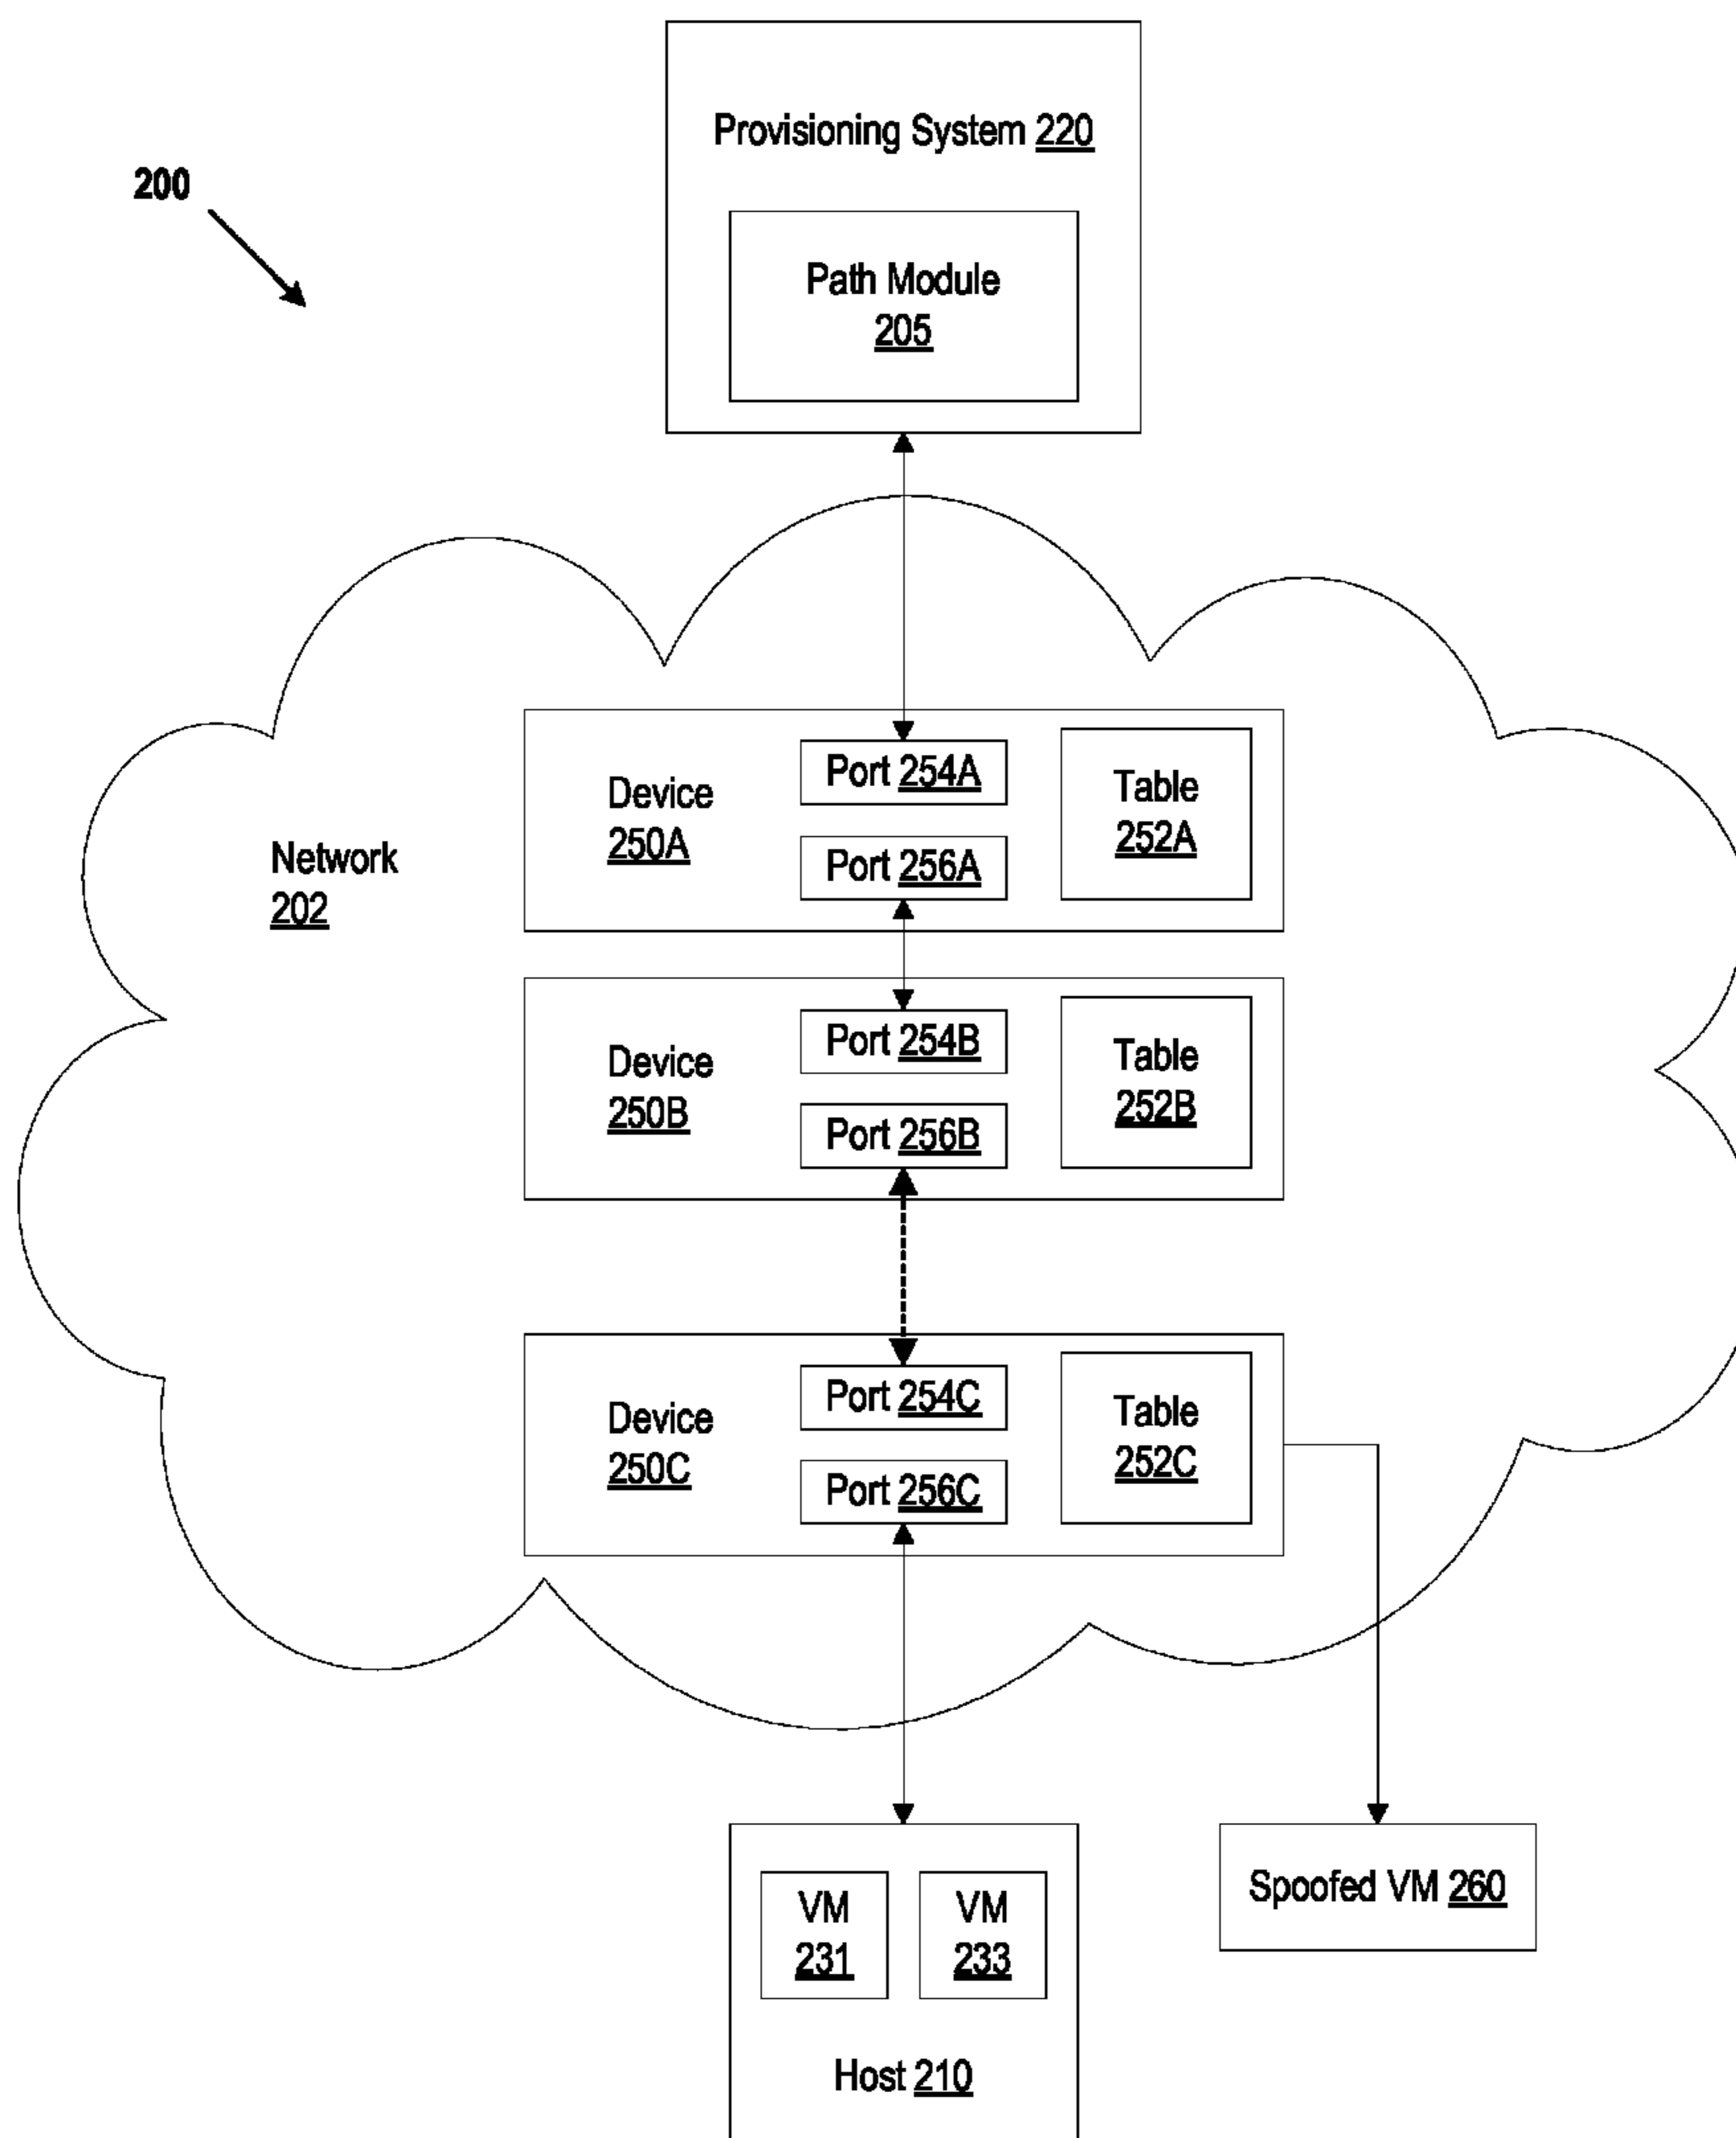 200
Provisioning System 220
Path Module
205
Network
202
Device
250A
Port 254A
Port 256A
Table
252A
Device
250B
Port 254B
Port 256B
Table
252B
Device
250C
Port 254C
Port 256C
Table
252C
VM
231
VM
233
Host 210
Spoofed VM 260